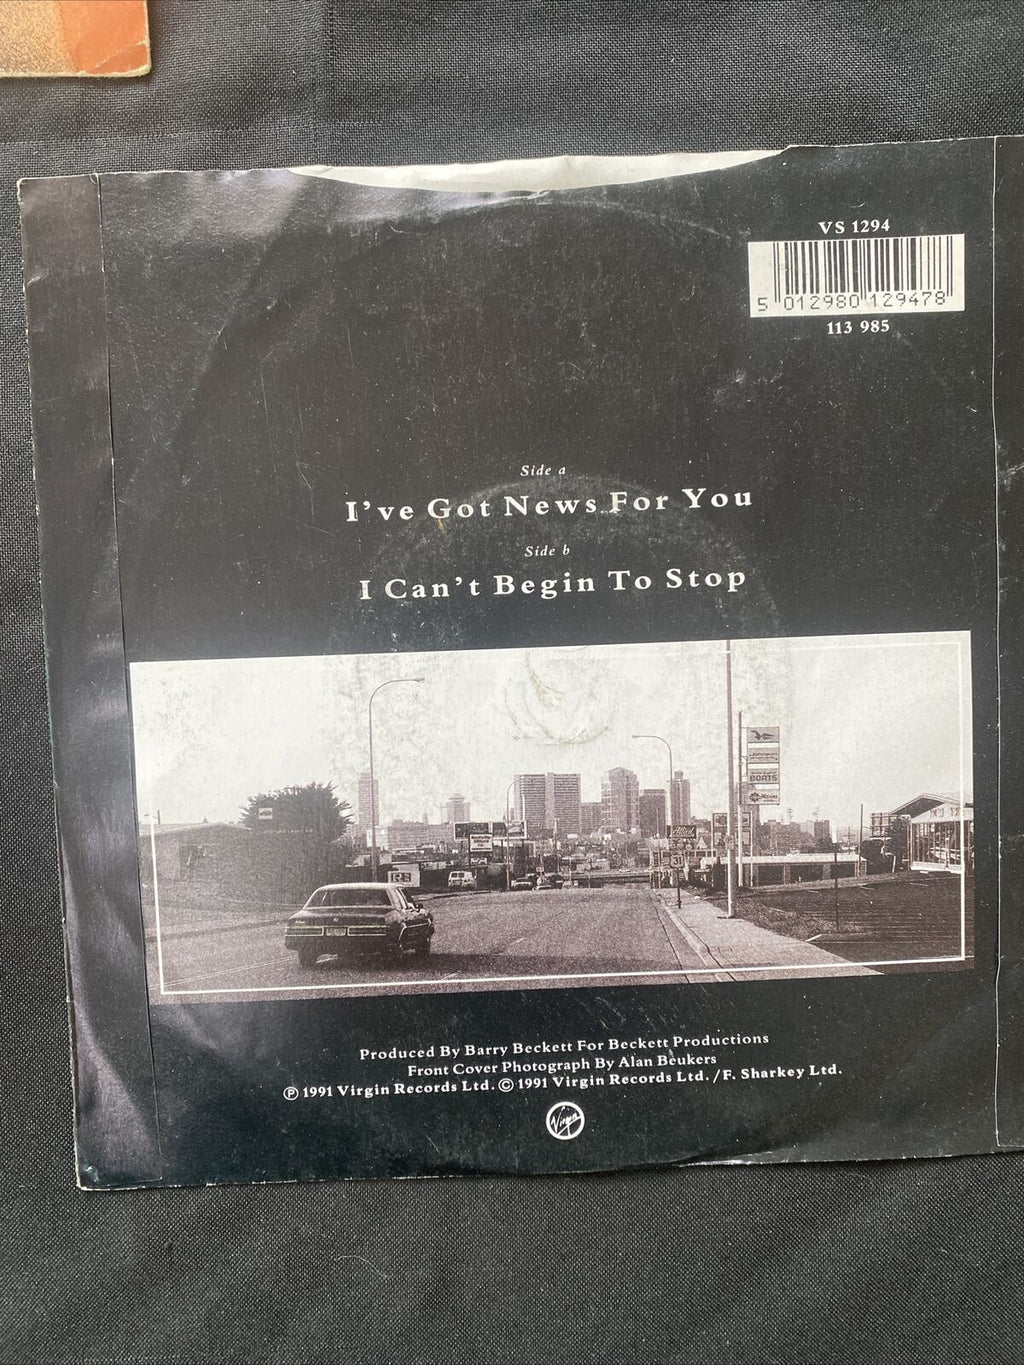 VS 1294
5 012980 129478
113 985
Side a
I've Got News For You
Side b
I Can't Begin To Stop
BOATS
31
Produced By Barry Beckett For Beckett Productions
Front Cover Photograph By Alan Beukers
℗ 1991 Virgin Records Ltd. © 1991 Virgin Records Ltd. / F. Sharkey Ltd.
Virgin